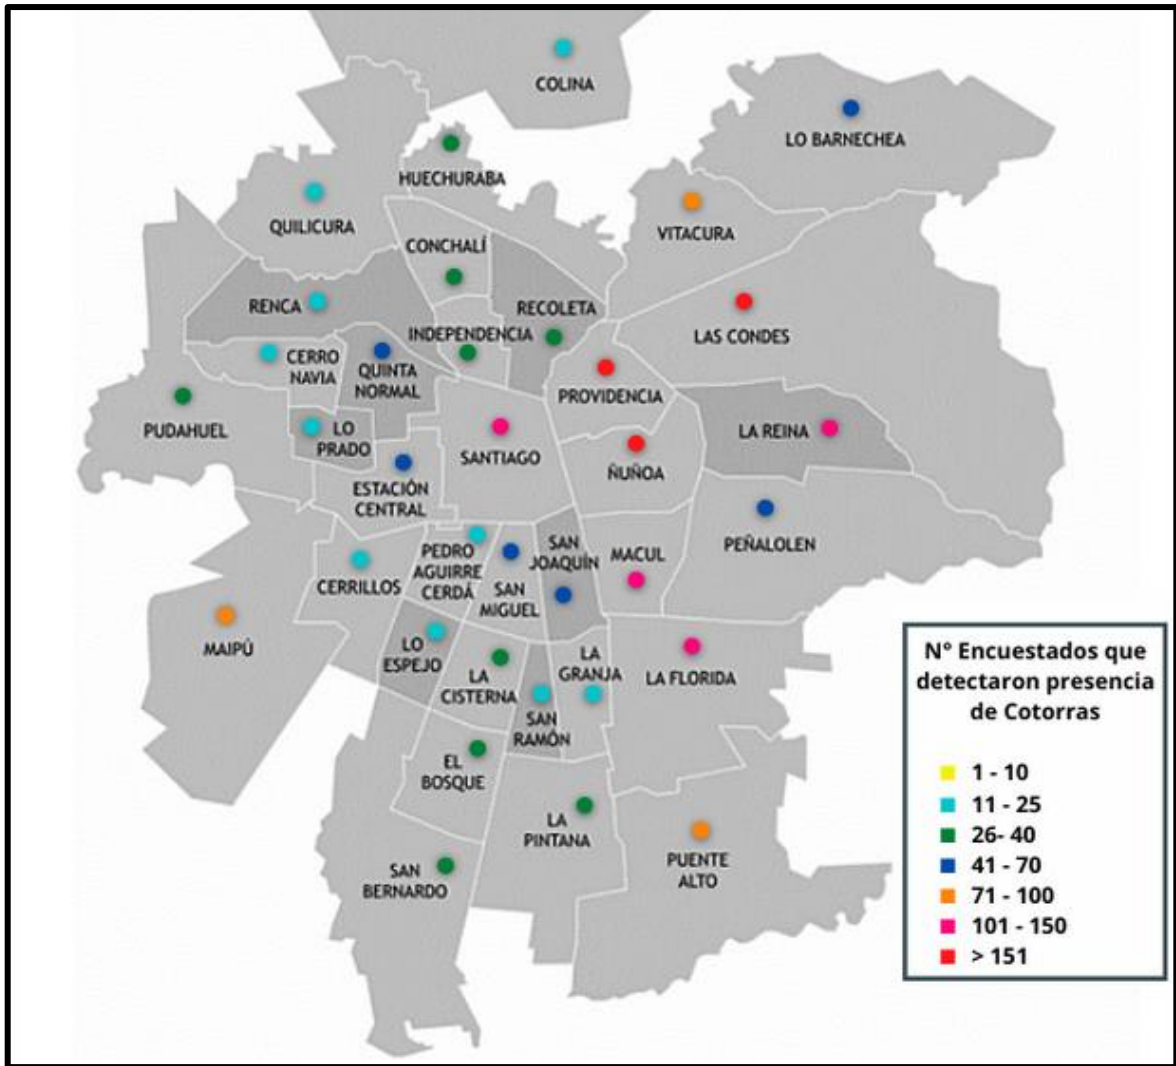 COLINA
LO BARNECHEA
HUECHURABA
QUILICURA
VITACURA
CONCHALÍ
RENCA
RECOLETA
INDEPENDENCIA
LAS CONDES
CERRO
NAVIA
QUINTA
NORMAL
PROVIDENCIA
PUDAHUEL
LO
PRADO
SANTIAGO
LA REINA
ÑUÑOA
ESTACIÓN
CENTRAL
PEÑALOLEN
CERRILLOS
PEDRO
AGUIRRE
CERDÁ
SAN
MIGUEL
SAN
JOAQUÍN
MACUL
MAIPÚ
LO
ESPEJO
LA
CISTERNA
LA
GRANJA
LA FLORIDA
SAN
RAMÓN
EL
BOSQUE
LA
PINTANA
PUENTE
ALTO
SAN
BERNARDO
N° Encuestados que
detectaron presencia
de Cotorras
1 - 10
11 - 25
26- 40
41 - 70
71 - 100
101 - 150
> 151